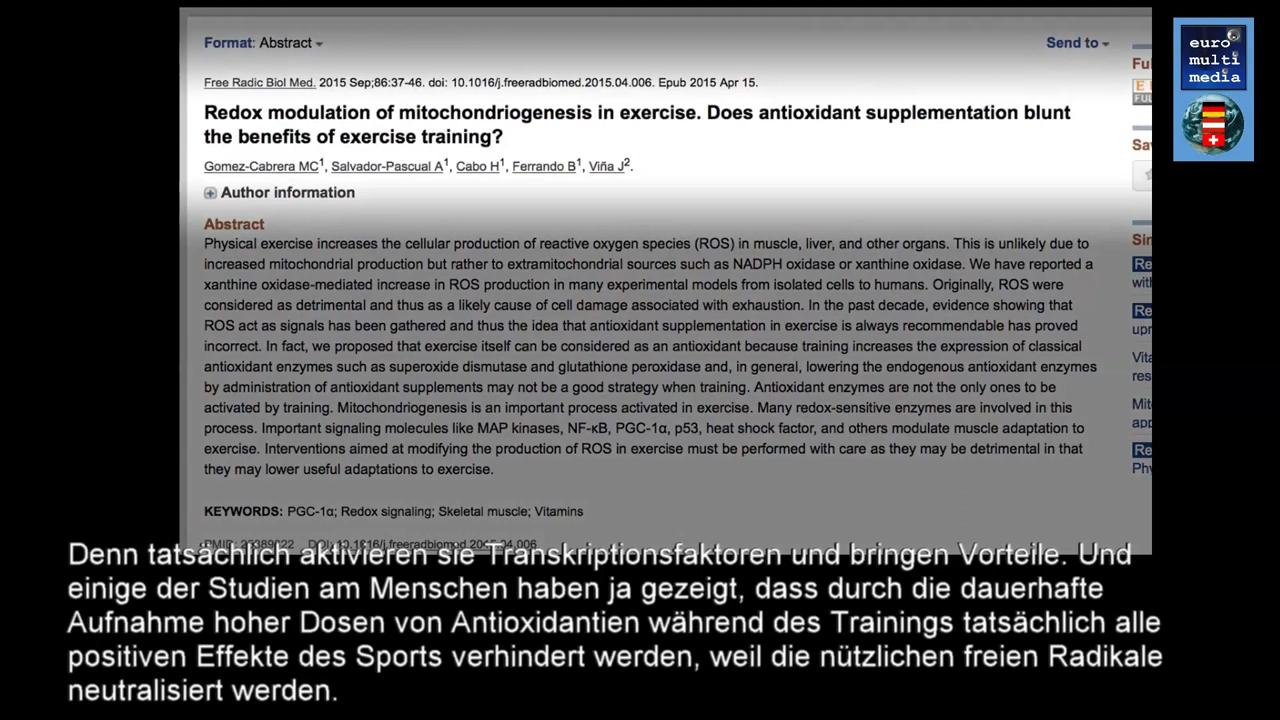 Format: Abstract
Send to
Free Radic Biol Med. 2015 Sep;86:37-46. doi: 10.1016/j.freeradbiomed.2015.04.006. Epub 2015 Apr 15.
Redox modulation of mitochondriogenesis in exercise. Does antioxidant supplementation blunt
the benefits of exercise training?
Gomez-Cabrera MC1, Salvador-Pascual A1, Cabo H1, Ferrando B1, Viña J2.
Author information
Abstract
Physical exercise increases the cellular production of reactive oxygen species (ROS) in muscle, liver, and other organs. This is unlikely due to
increased mitochondrial production but rather to extramitochondrial sources such as NADPH oxidase or xanthine oxidase. We have reported a
xanthine oxidase-mediated increase in ROS production in many experimental models from isolated cells to humans. Originally, ROS were
considered as detrimental and thus as a likely cause of cell damage associated with exhaustion. In the past decade, evidence showing that
ROS act as signals has been gathered and thus the idea that antioxidant supplementation in exercise is always recommendable has proved
incorrect. In fact, we proposed that exercise itself can be considered as an antioxidant because training increases the expression of classical
antioxidant enzymes such as superoxide dismutase and glutathione peroxidase and, in general, lowering the endogenous antioxidant enzymes
by administration of antioxidant supplements may not be a good strategy when training. Antioxidant enzymes are not the only ones to be
activated by training. Mitochondriogenesis is an important process activated in exercise. Many redox-sensitive enzymes are involved in this
process. Important signaling molecules like MAP kinases, NF-κB, PGC-1α, p53, heat shock factor, and others modulate muscle adaptation to
exercise. Interventions aimed at modifying the production of ROS in exercise must be performed with care as they may be detrimental in that
they may lower useful adaptations to exercise.
KEYWORDS: PGC-1α; Redox signaling; Skeletal muscle; Vitamins
DOI: 10.1016/j.freeradbiomed.2015.04.006
Denn tatsächlich aktivieren sie Transkriptionsfaktoren und bringen Vorteile. Und
einige der Studien am Menschen haben ja gezeigt, dass durch die dauerhafte
Aufnahme hoher Dosen von Antioxidantien während des Trainings tatsächlich alle
positiven Effekte des Sports verhindert werden, weil die nützlichen freien Radikale
neutralisiert werden.
euro
multi
media